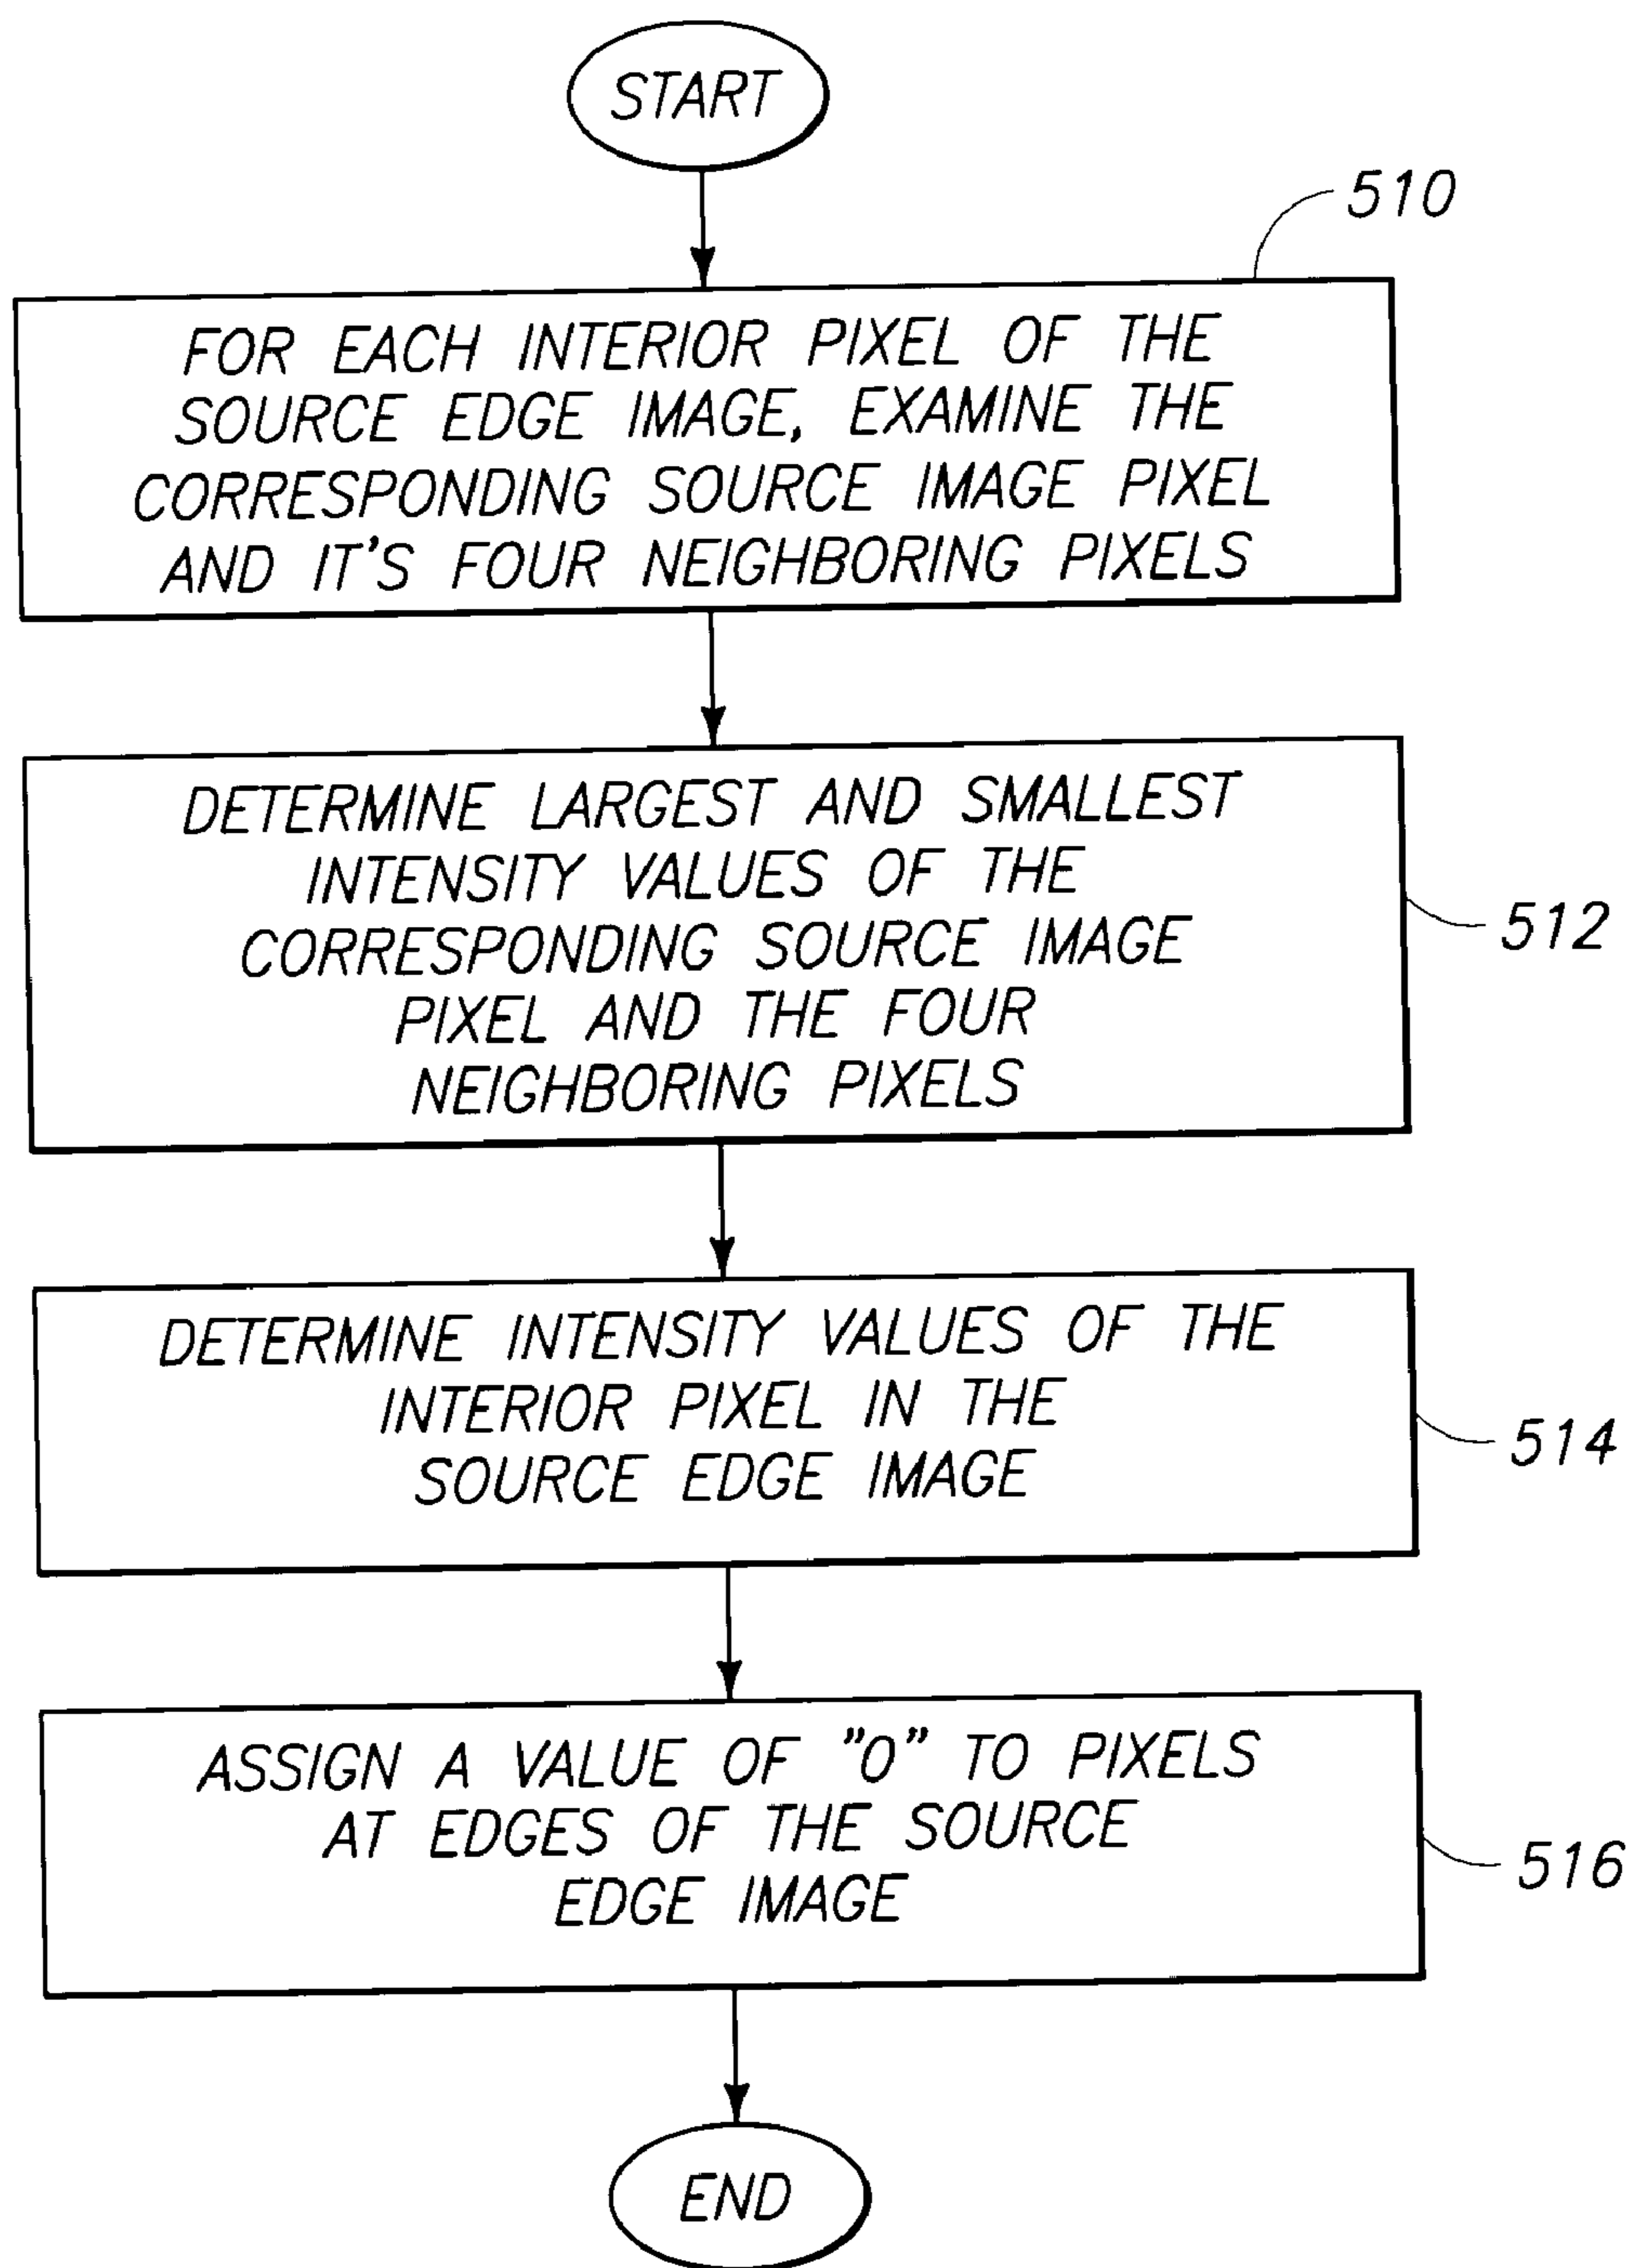 START
510
FOR EACH INTERIOR PIXEL OF THE
SOURCE EDGE IMAGE, EXAMINE THE
CORRESPONDING SOURCE IMAGE PIXEL
AND IT'S FOUR NEIGHBORING PIXELS
DETERMINE LARGEST AND SMALLEST
INTENSITY VALUES OF THE
CORRESPONDING SOURCE IMAGE
PIXEL AND THE FOUR
NEIGHBORING PIXELS
512
DETERMINE INTENSITY VALUES OF THE
INTERIOR PIXEL IN THE
SOURCE EDGE IMAGE
514
ASSIGN A VALUE OF "0" TO PIXELS
AT EDGES OF THE SOURCE
EDGE IMAGE
516
END